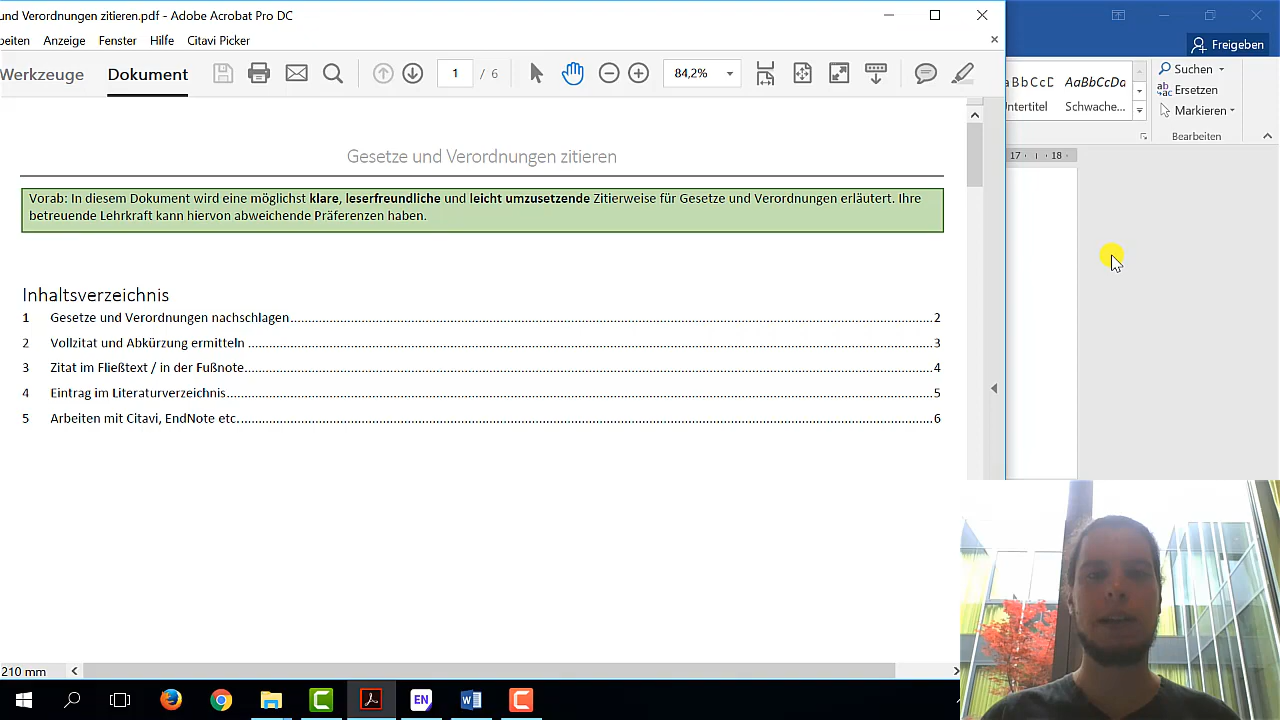 und Verordnungen zitieren.pdf - Adobe Acrobat Pro DC
beiten Anzeige Fenster Hilfe Citavi Picker
Freigeben
Werkzeuge Dokument 1 / 6 84,2%
AaBbCcDa
Untertitel Schwache...
Suchen
Ersetzen
Markieren
Bearbeiten
17 18
Gesetze und Verordnungen zitieren
Vorab: In diesem Dokument wird eine möglichst klare, leserfreundliche und leicht umzusetzende Zitierweise für Gesetze und Verordnungen erläutert. Ihre
betreuende Lehrkraft kann hiervon abweichende Präferenzen haben.
Inhaltsverzeichnis
1 Gesetze und Verordnungen nachschlagen 2
2 Vollzitat und Abkürzung ermitteln 3
3 Zitat im Fließtext / in der Fußnote 4
4 Eintrag im Literaturverzeichnis 5
5 Arbeiten mit Citavi, EndNote etc. 6
210 mm
EN